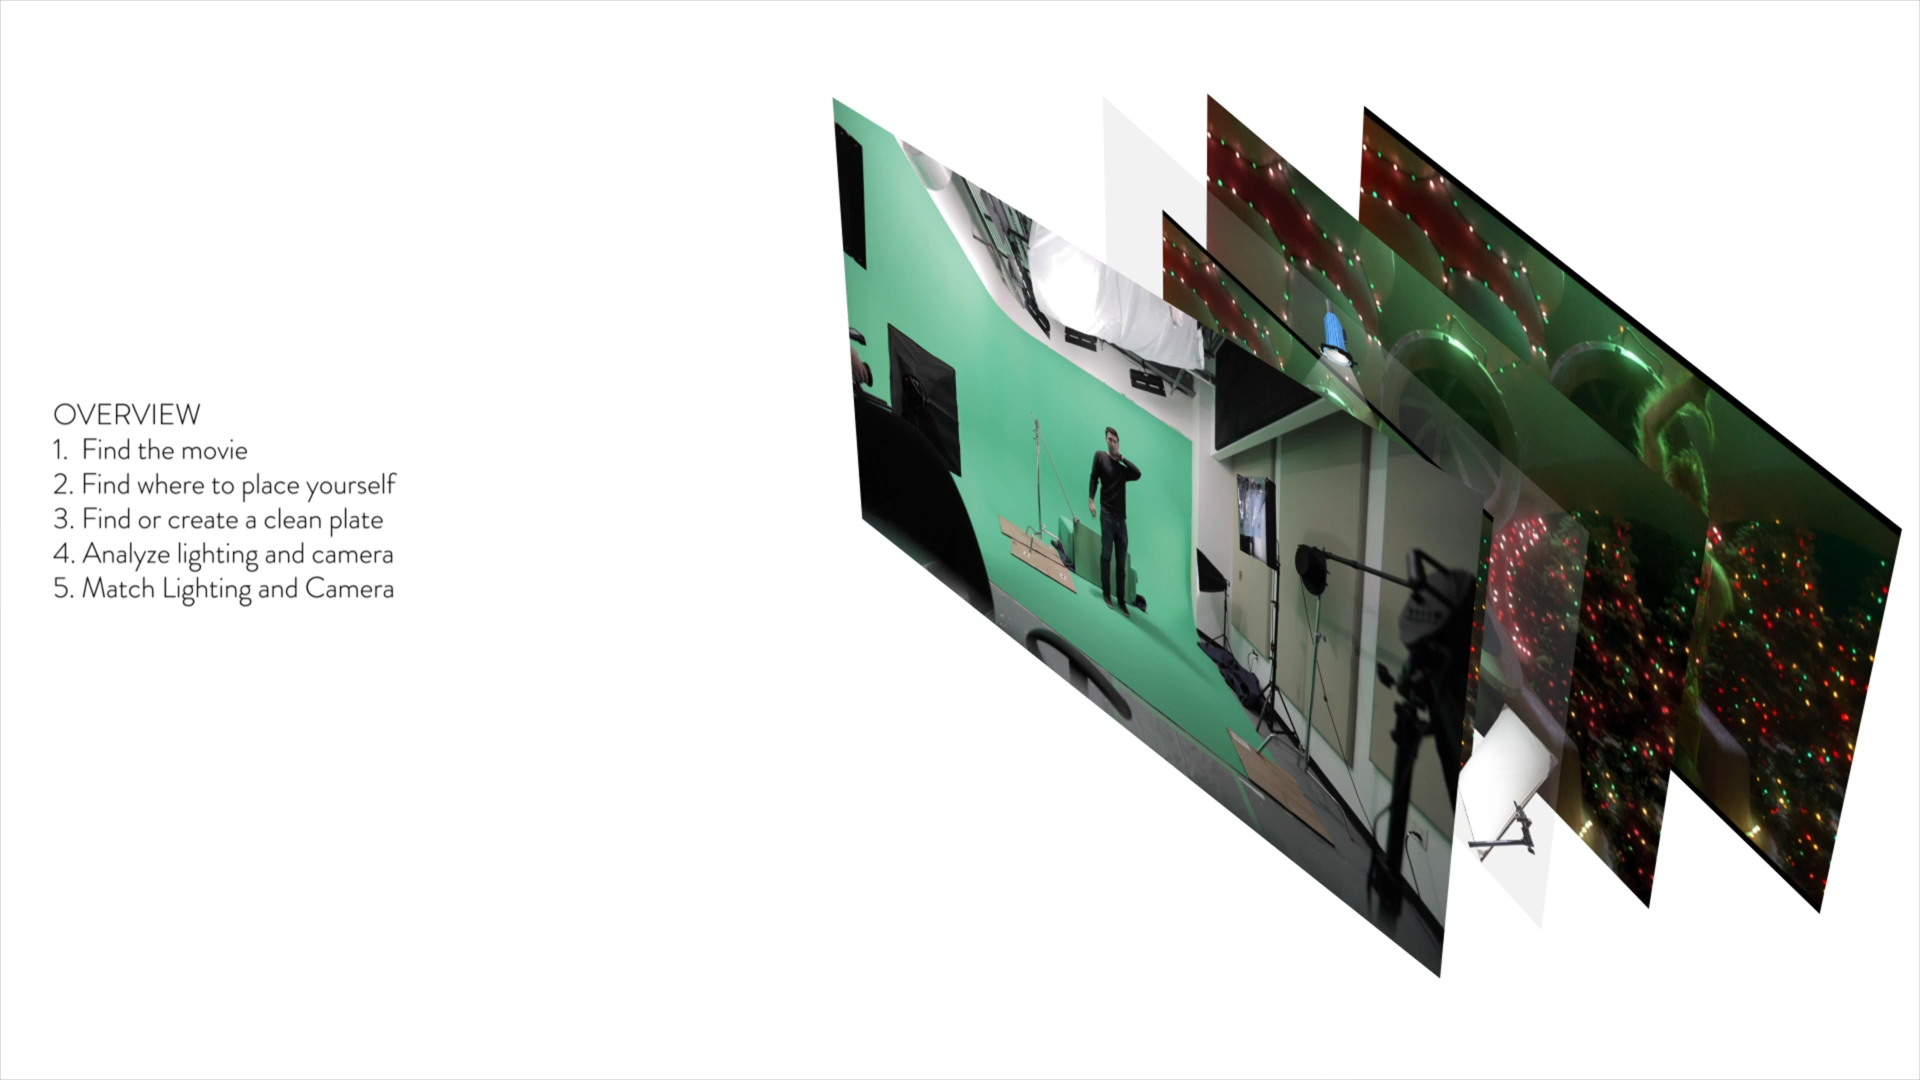 OVERVIEW
1. Find the movie
2. Find where to place yourself
3. Find or create a clean plate
4. Analyze lighting and camera
5. Match Lighting and Camera